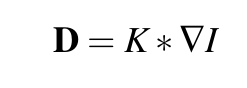 D = K ∗ ∇I